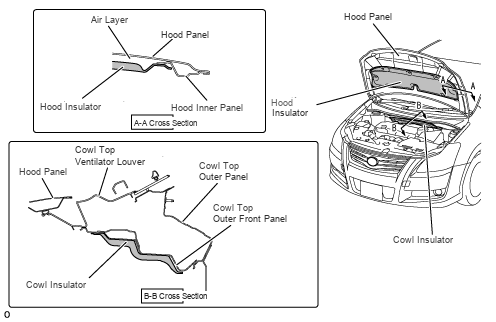 Air Layer
Hood Panel
Hood Insulator
Hood Inner Panel
A-A Cross Section
Cowl Top
Ventilator Louver
Hood Panel
Cowl Top
Outer Panel
Cowl Top
Outer Front Panel
Cowl Insulator
B-B Cross Section
Hood Panel
A
A
B
B
Hood
Insulator
Cowl Insulator
o